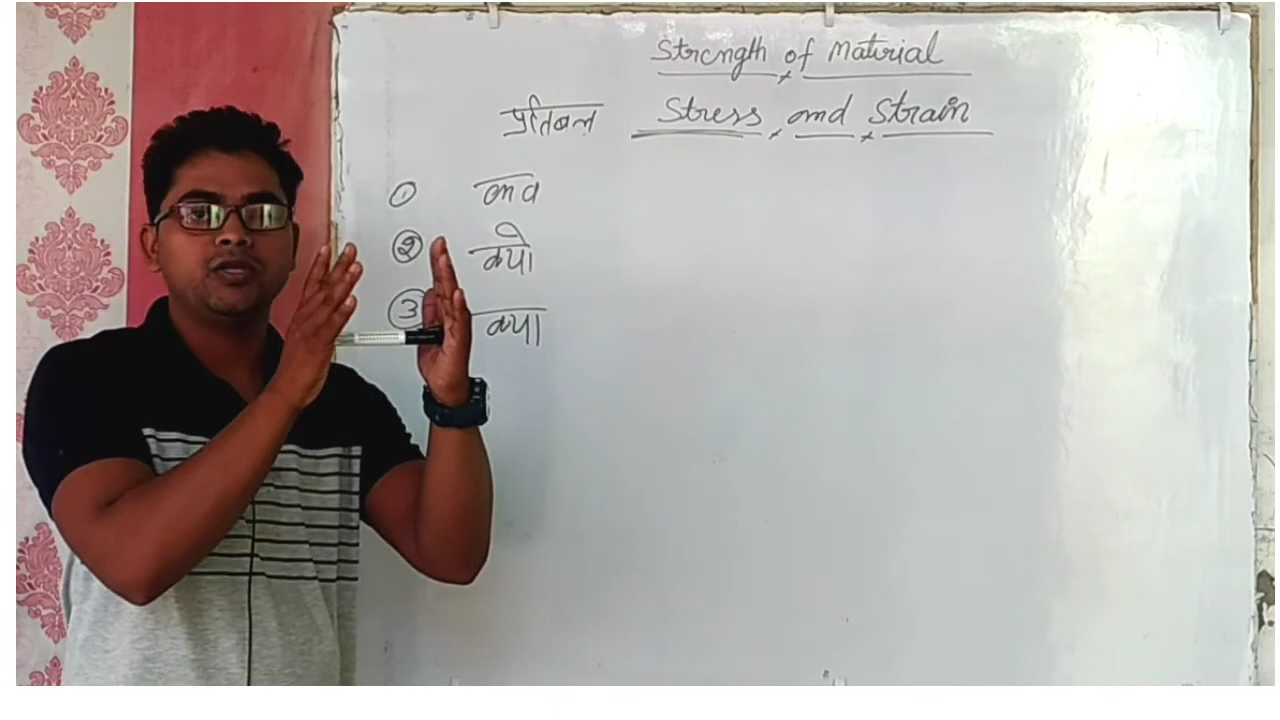 Strength of Material
प्रतिबल Stress and Strain
① कब
② क्यो
③ क्या